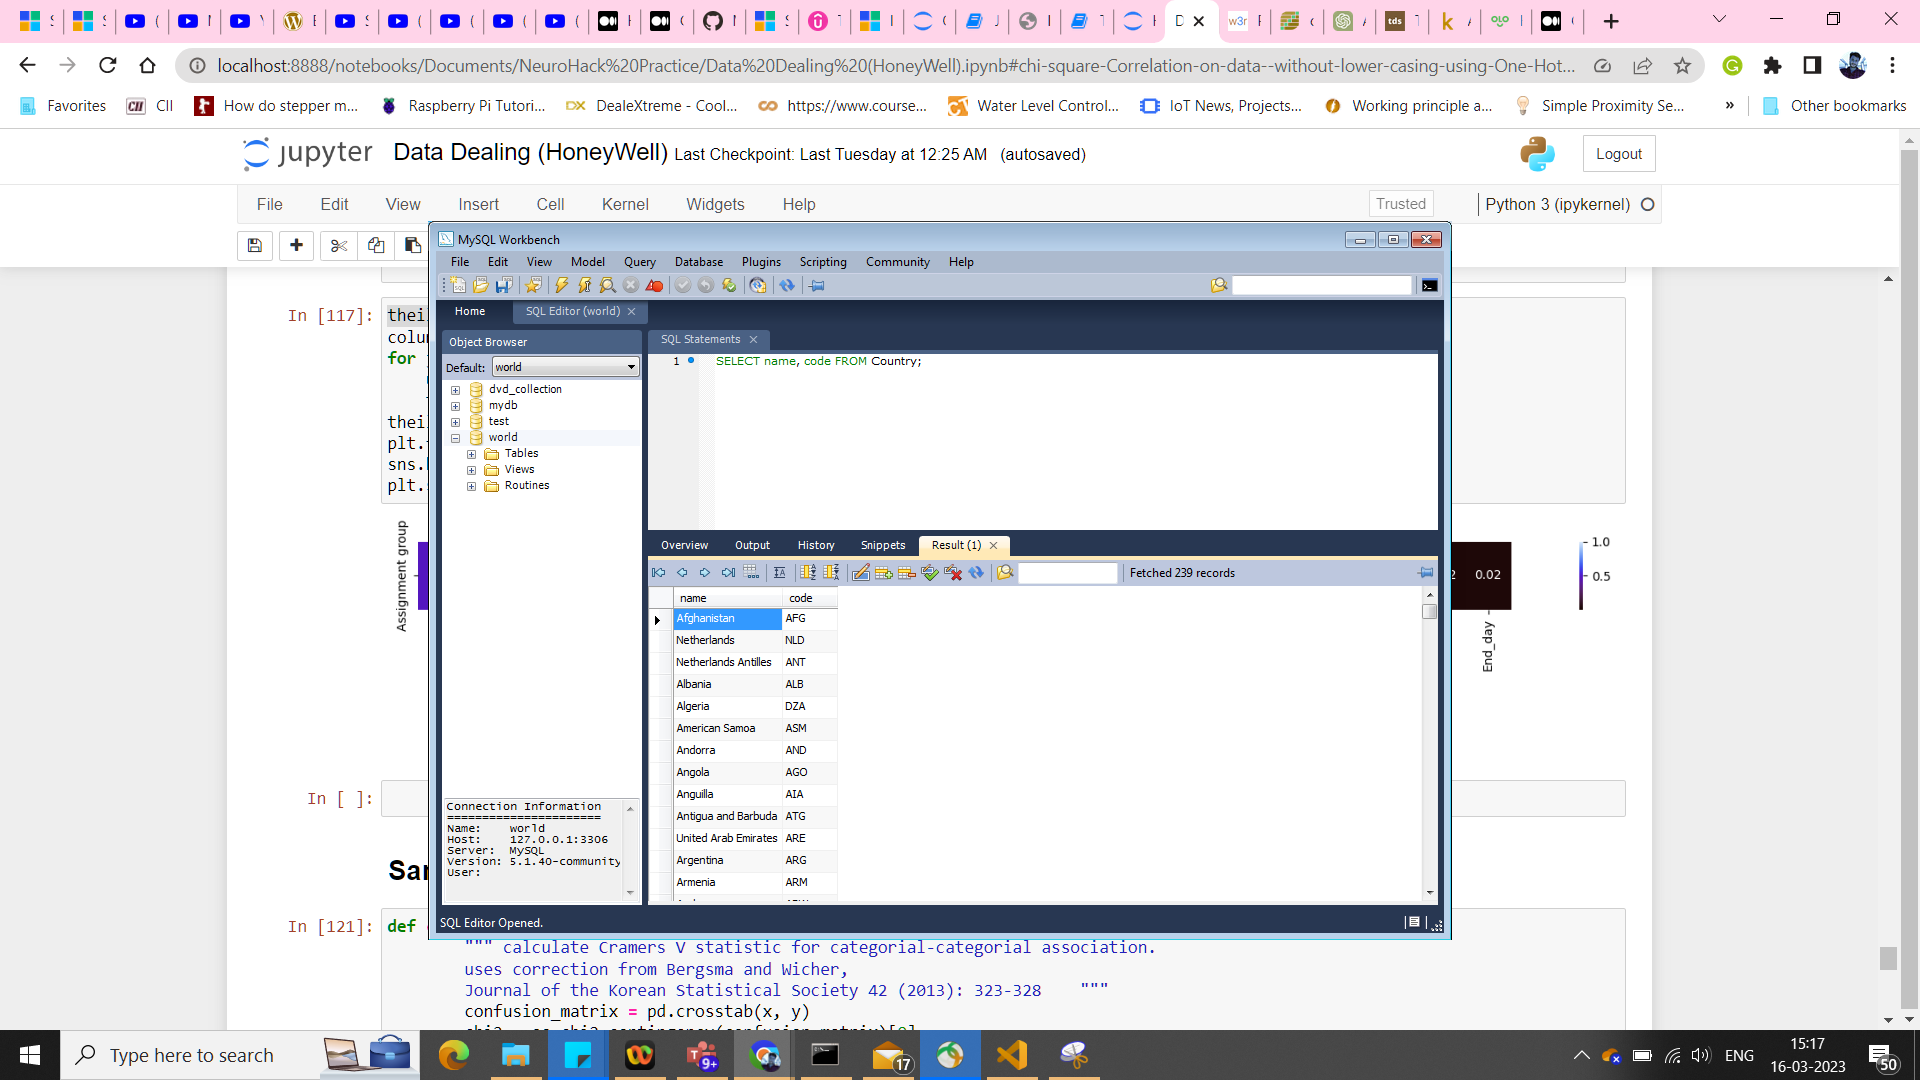 localhost:8888/notebooks/Documents/NeuroHack%20Practice/Data%20Dealing%20(HoneyWell).ipynb#chi-square-Correlation-on-data--without-lower-casing-using-One-Hot...
Favorites CII How do stepper m... Raspberry Pi Tutori... DX DealeXtreme - Cool... https://www.course... Water Level Control... IoT News, Projects... Working principle a... Simple Proximity Se... » Other bookmarks
jupyter Data Dealing (HoneyWell) Last Checkpoint: Last Tuesday at 12:25 AM (autosaved) Logout
File Edit View Insert Cell Kernel Widgets Help Trusted Python 3 (ipykernel)
MySQL Workbench
File Edit View Model Query Database Plugins Scripting Community Help
Home SQL Editor (world)
Object Browser
Default: world
dvd_collection
mydb
test
world
Tables
Views
Routines
SQL Statements
1 SELECT name, code FROM Country;
Overview Output History Snippets Result (1)
Fetched 239 records
name code
Afghanistan AFG
Netherlands NLD
Netherlands Antilles ANT
Albania ALB
Algeria DZA
American Samoa ASM
Andorra AND
Angola AGO
Anguilla AIA
Antigua and Barbuda ATG
United Arab Emirates ARE
Argentina ARG
Armenia ARM
Connection Information
======================
Name: world
Host: 127.0.0.1:3306
Server: MySQL
Version: 5.1.40-community
User:
SQL Editor Opened.
In [117]:
for
plt.
sns.
plt.
Assignment group
0.02
1.0
0.5
End_day
In [ ]:
In [121]: def
""" calculate Cramers V statistic for categorial-categorial association.
uses correction from Bergsma and Wicher,
Journal of the Korean Statistical Society 42 (2013): 323-328 """
confusion_matrix = pd.crosstab(x, y)
Type here to search
9+
17
ENG
15:17
16-03-2023
50